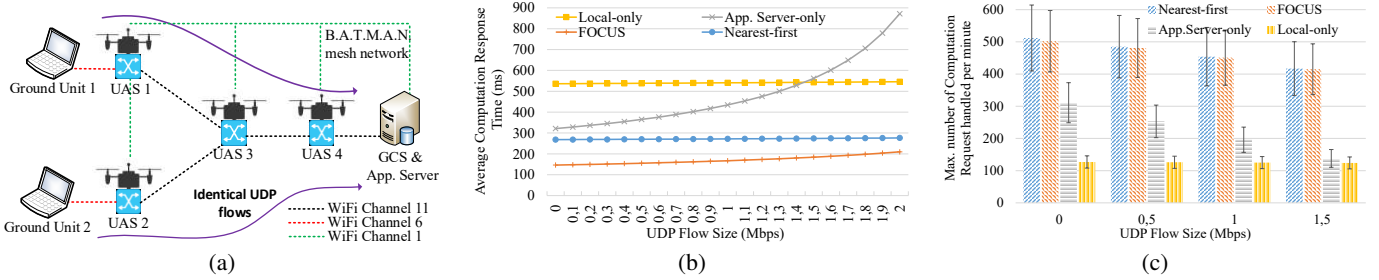 B.A.T.M.A.N
mesh network
Ground Unit 1
UAS 1
UAS 3
UAS 4
GCS &
App. Server
Identical UDP
flows
Ground Unit 2
UAS 2
WiFi Channel 11
WiFi Channel 6
WiFi Channel 1
(a)
Average Computation Response
Time (ms)
900
800
700
600
500
400
300
200
100
0
Local-only
App. Server-only
FOCUS
Nearest-first
0 0,1 0,2 0,3 0,4 0,5 0,6 0,7 0,8 0,9 1 1,1 1,2 1,3 1,4 1,5 1,6 1,7 1,8 1,9 2
UDP Flow Size (Mbps)
(b)
Max. number of Computation
Request handled per minute
600
500
400
300
200
100
0
Nearest-first
FOCUS
App.Server-only
Local-only
0 0,5 1 1,5
UDP Flow Size (Mbps)
(c)